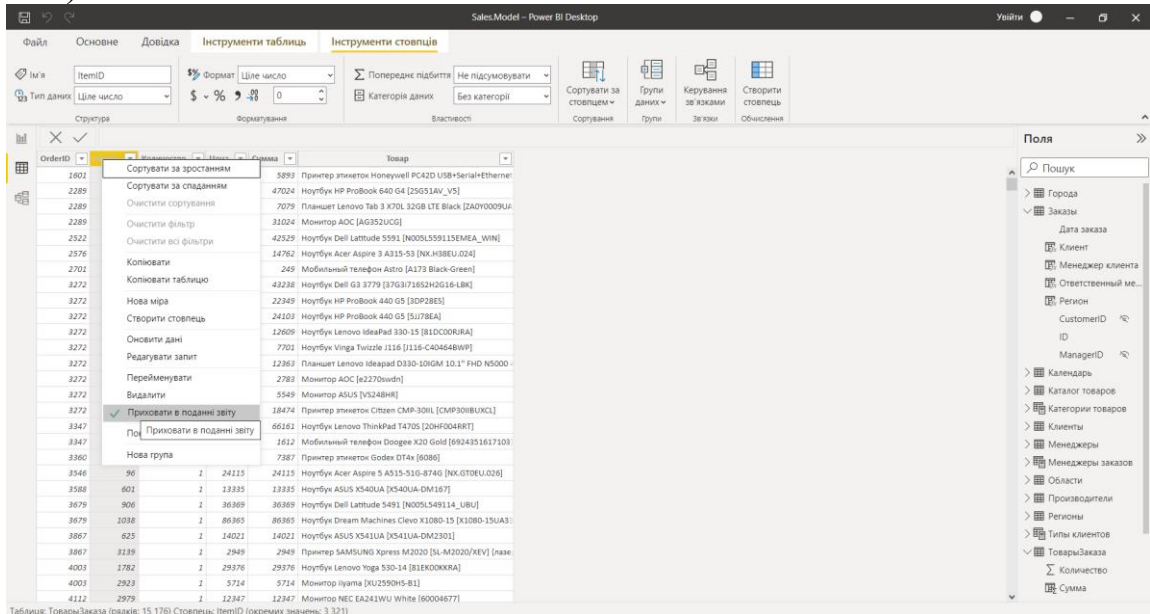 Sales.Model – Power BI Desktop
Увійти
Файл Основне Довідка Інструменти таблиць Інструменти стовпців
Ім'я ItemID
Тип даних Ціле число
Структура
Формат Ціле число
$ % 0
Форматування
Попереднє підбиття Не підсумовувати
Категорія даних Без категорії
Властивості
Сортувати за стовпцем
Сортування
Групи даних
Групи
Керування зв'язками
Зв'язки
Створити стовпець
Обчислення
OrderID Количество Цена Сумма Товар
1601 5893 Принтер этикеток Honeywell PC42D USB+Serial+Etherne
2289 47024 Ноутбук HP ProBook 640 G4 [2SG51AV_V5]
2289 7079 Планшет Lenovo Tab 3 X70L 32GB LTE Black [ZA0Y0009UA
2289 31024 Монитор AOC [AG352UCG]
2522 42529 Ноутбук Dell Latitude 5591 [N005L559115EMEA_WIN]
2576 14762 Ноутбук Acer Aspire 3 A315-53 [NX.H38EU.024]
2701 249 Мобильный телефон Astro [A173 Black-Green]
3272 43238 Ноутбук Dell G3 3779 [37G3i716S2H2G16-LBK]
3272 22349 Ноутбук HP ProBook 440 G5 [3DP28ES]
3272 24103 Ноутбук HP ProBook 440 G5 [5JJ78EA]
3272 12609 Ноутбук Lenovo IdeaPad 330-15 [81DC00RJRA]
3272 7701 Ноутбук Vinga Twizzle J116 [J116-C40464BWP]
3272 12363 Планшет Lenovo Ideapad D330-10IGM 10.1" FHD N5000
3272 2783 Монитор AOC [e2270swdn]
3272 5549 Монитор ASUS [VS248HR]
3272 18474 Принтер этикеток Citizen CMP-30IIL [CMP30IIBUXCL]
3347 66161 Ноутбук Lenovo ThinkPad T470S [20HF004RRT]
3347 1612 Мобильный телефон Doogee X20 Gold [6924351617103
3360 7387 Принтер этикеток Godex DT4x [6086]
3546 96 1 24115 24115 Ноутбук Acer Aspire 5 A515-51G-874G [NX.GT0EU.026]
3588 601 1 13335 13335 Ноутбук ASUS X540UA [X540UA-DM167]
3679 906 1 36369 36369 Ноутбук Dell Latitude 5491 [N005L549114_UBU]
3679 1038 1 86365 86365 Ноутбук Dream Machines Clevo X1080-15 [X1080-15UA3
3867 625 1 14021 14021 Ноутбук ASUS X541UA [X541UA-DM2301]
3867 3139 1 2949 2949 Принтер SAMSUNG Xpress M2020 [SL-M2020/XEV] (лазе
4003 1782 1 29376 29376 Ноутбук Lenovo Yoga 530-14 [81EK00KKRA]
4003 2923 1 5714 5714 Монитор iiyama [XU2590HS-B1]
4112 2979 1 12347 12347 Монитор NEC EA241WU White [60004677]
Сортувати за зростанням
Сортувати за спаданням
Очистити сортування
Очистити фільтр
Очистити всі фільтри
Копіювати
Копіювати таблицю
Нова міра
Створити стовпець
Оновити дані
Редагувати запит
Перейменувати
Видалити
Приховати в поданні звіту
Приховати в поданні звіту
Нова група
Поля
Пошук
Города
Заказы
Дата заказа
Клиент
Менеджер клиента
Ответственный ме...
Регион
CustomerID
ID
ManagerID
Календарь
Каталог товаров
Категории товаров
Клиенты
Менеджеры
Менеджеры заказов
Области
Производители
Регионы
Типы клиентов
ТоварыЗаказа
Количество
Сумма
Таблиця: ТоварыЗаказа (рядків: 15 176) Стовпець: ItemID (окремих значень: 3 321)